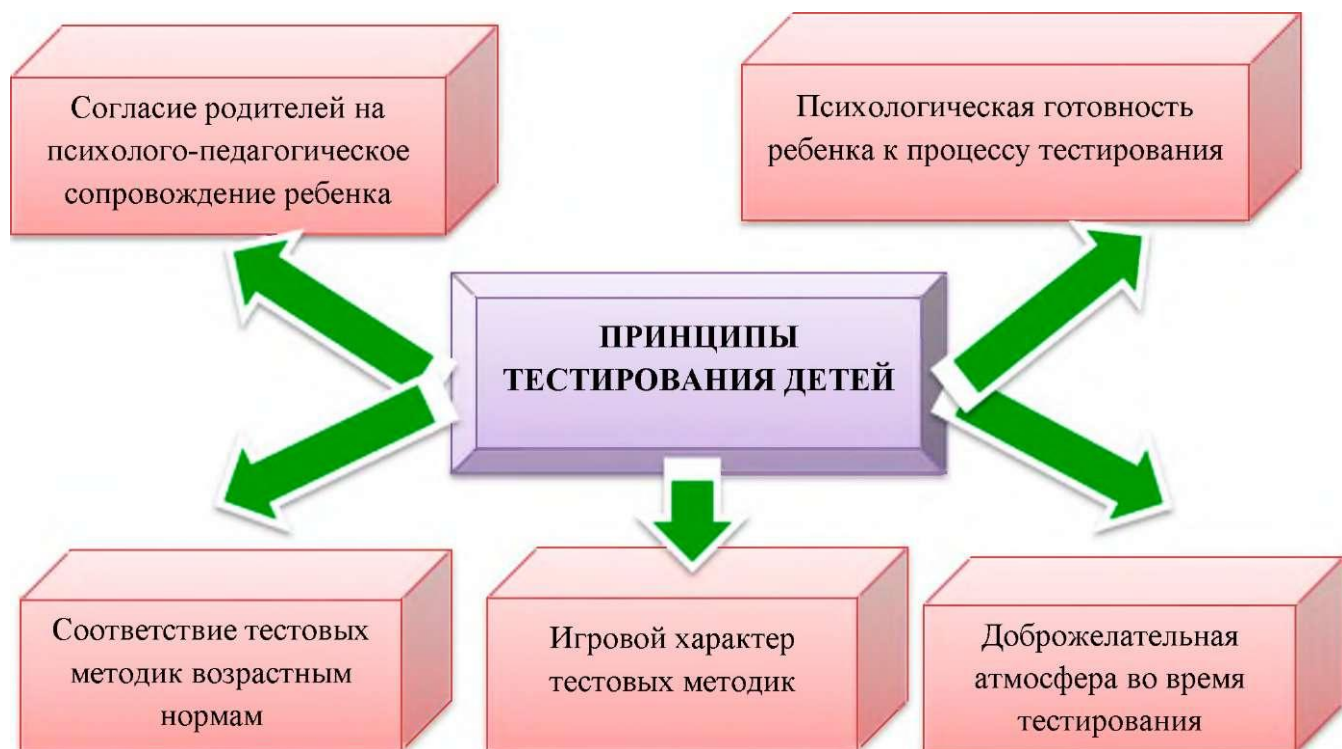 Согласие родителей на
психолого-педагогическое
сопровождение ребенка
Психологическая готовность
ребенка к процессу тестирования
ПРИНЦИПЫ
ТЕСТИРОВАНИЯ ДЕТЕЙ
Соответствие тестовых
методик возрастным
нормам
Игровой характер
тестовых методик
Доброжелательная
атмосфера во время
тестирования